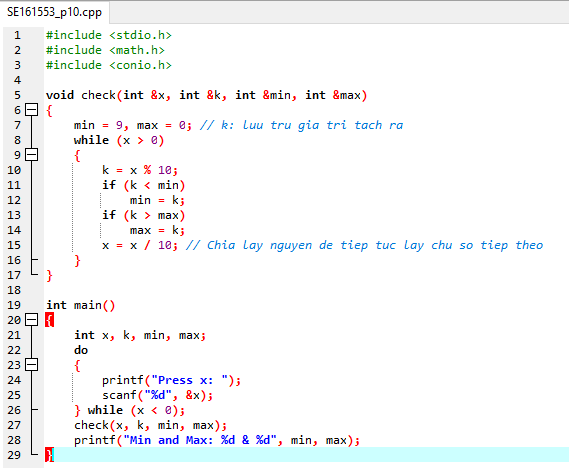 SE161553_p10.cpp
1 #include <stdio.h>
2 #include <math.h>
3 #include <conio.h>
4
5 void check(int &x, int &k, int &min, int &max)
6 {
7     min = 9, max = 0; // k: luu tru gia tri tach ra
8     while (x > 0)
9     {
10         k = x % 10;
11         if (k < min)
12             min = k;
13         if (k > max)
14             max = k;
15         x = x / 10; // Chia lay nguyen de tiep tuc lay chu so tiep theo
16     }
17 }
18
19 int main()
20 {
21     int x, k, min, max;
22     do
23     {
24         printf("Press x: ");
25         scanf("%d", &x);
26     } while (x < 0);
27     check(x, k, min, max);
28     printf("Min and Max: %d & %d", min, max);
29 }